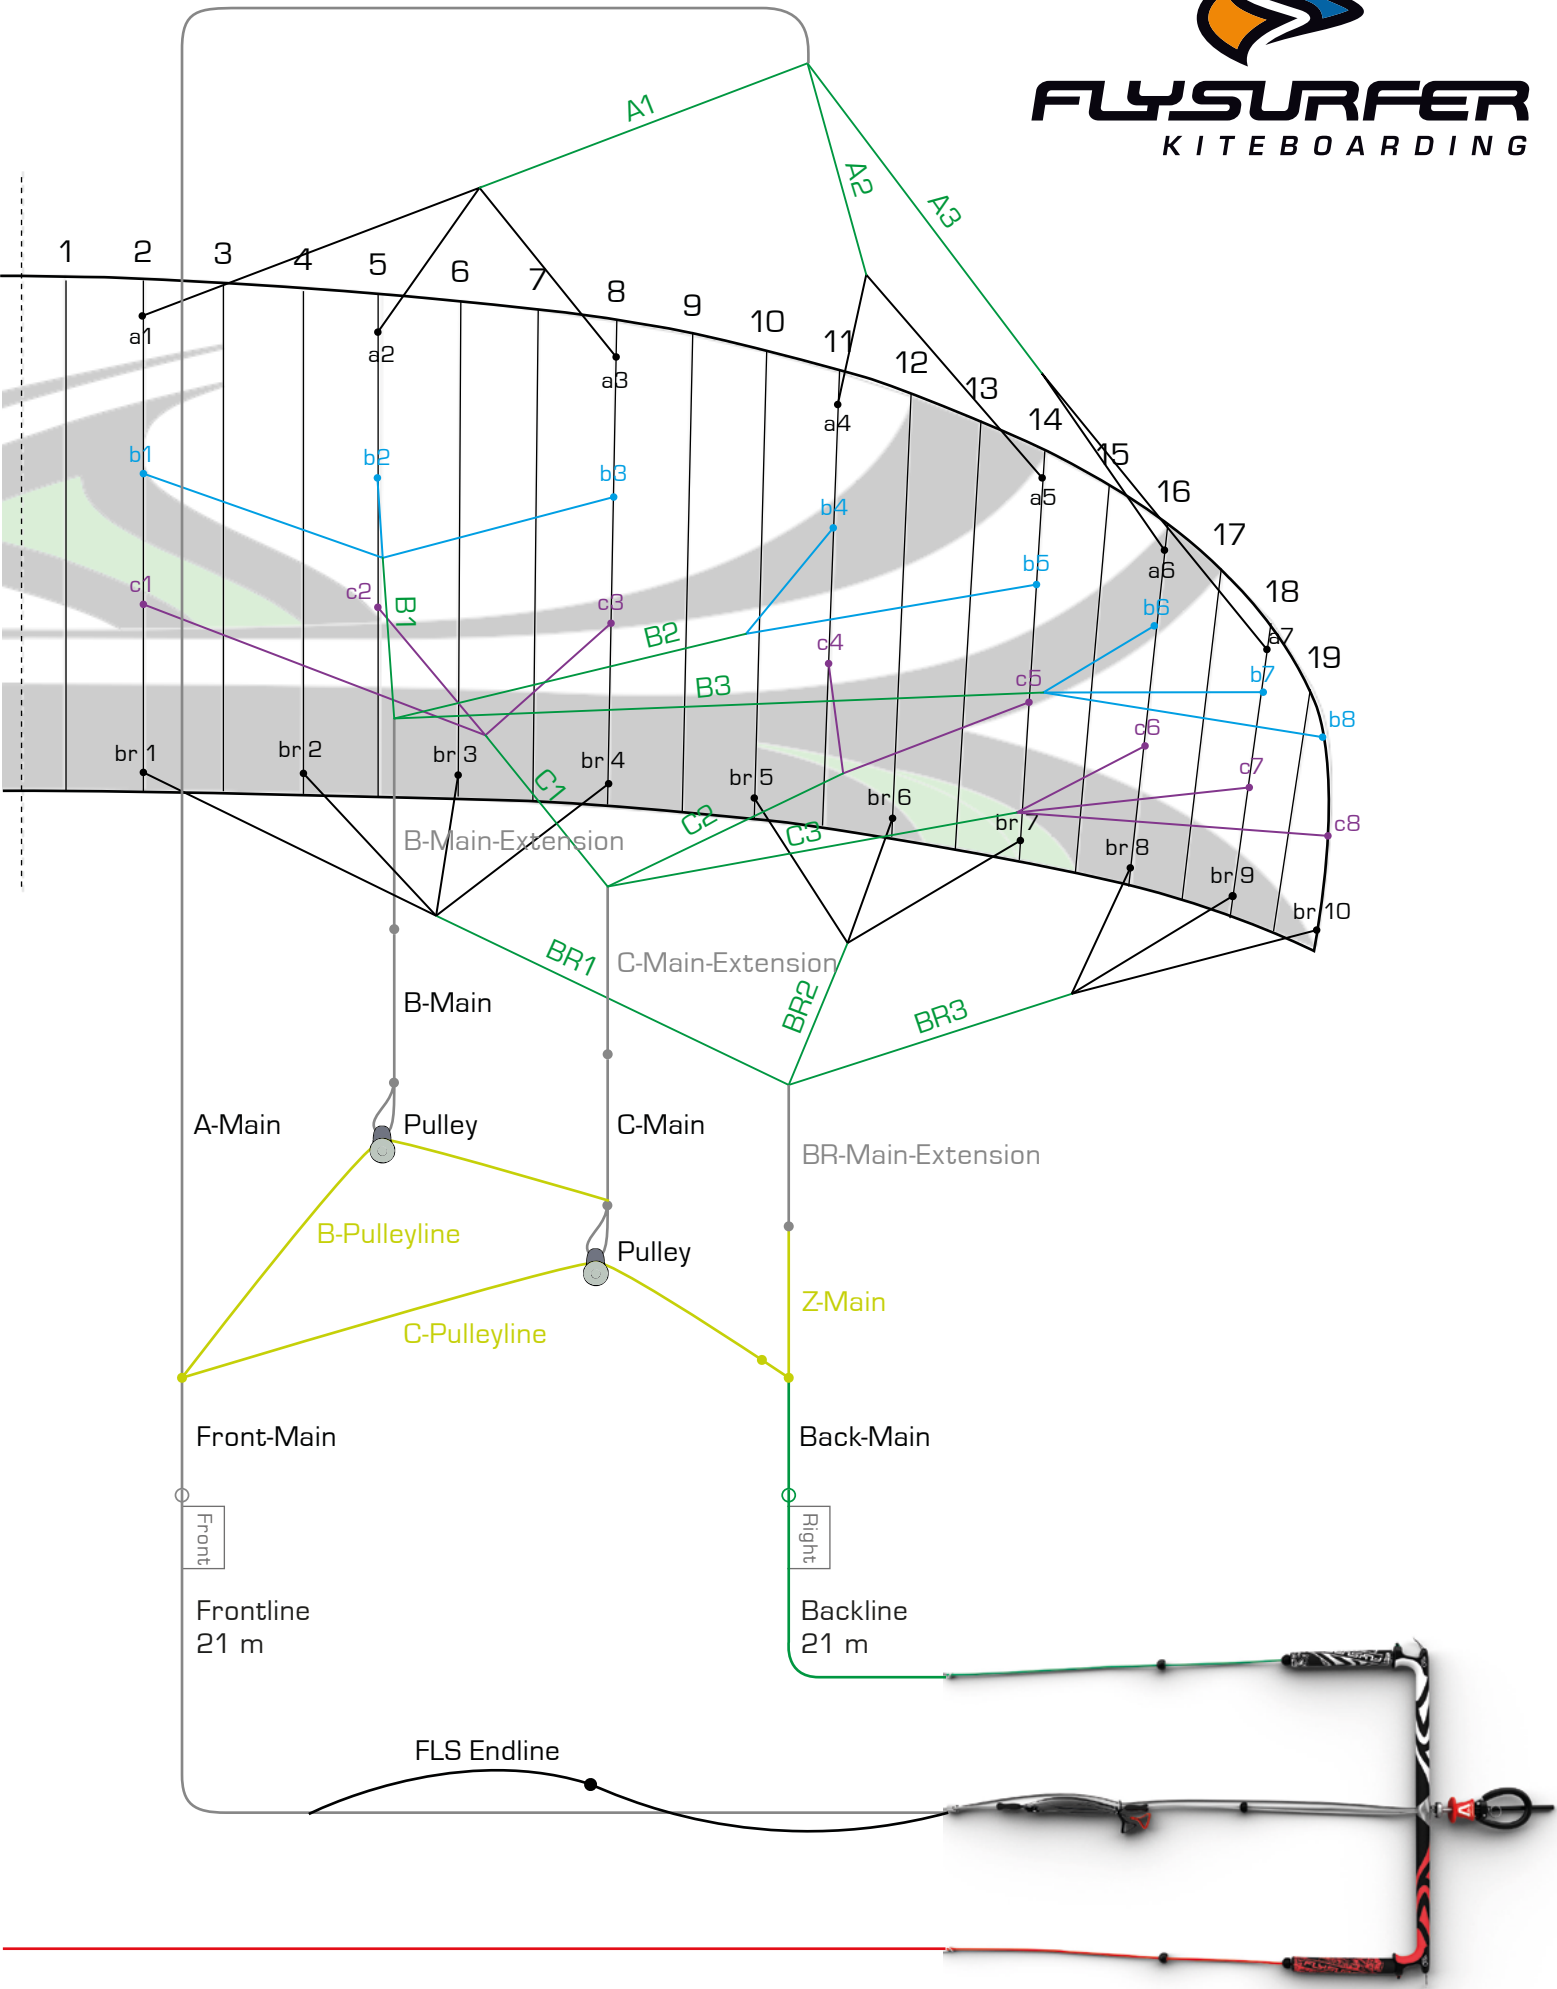 FLYSURFER
KITEBOARDING
A1
A2
A3
1
2
3
4
5
6
7
8
9
10
11
12
13
14
15
16
17
18
19
a1
a2
a3
a4
a5
a6
a7
b1
b2
b3
b4
b5
b6
b7
b8
B1
B2
B3
c1
c2
c3
c4
c5
c6
c7
c8
C1
C2
C3
br 1
br 2
br 3
br 4
br 5
br 6
br 7
br 8
br 9
br 10
B-Main-Extension
BR1
C-Main-Extension
BR2
BR3
B-Main
A-Main
Pulley
C-Main
BR-Main-Extension
B-Pulleyline
Pulley
Z-Main
C-Pulleyline
Front-Main
Back-Main
Front
Right
Frontline
21 m
Backline
21 m
FLS Endline